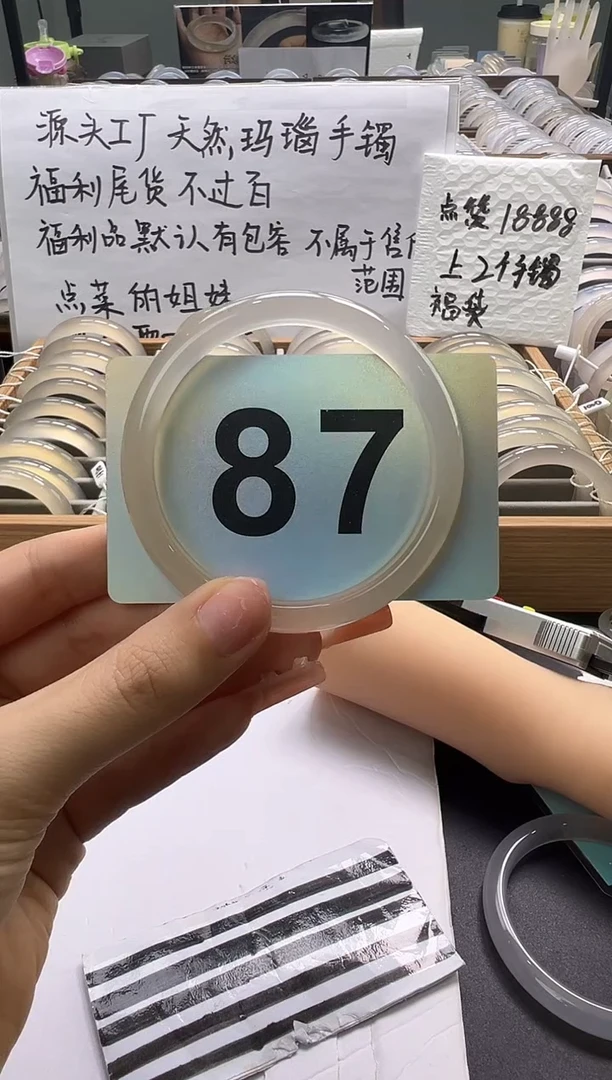 源头工厂天然玛瑙手镯
福利尾货不过百
福利品默认有包容 不属于售后
范围
点菜的姐妹
点赞18888
上2个手镯
福袋
87